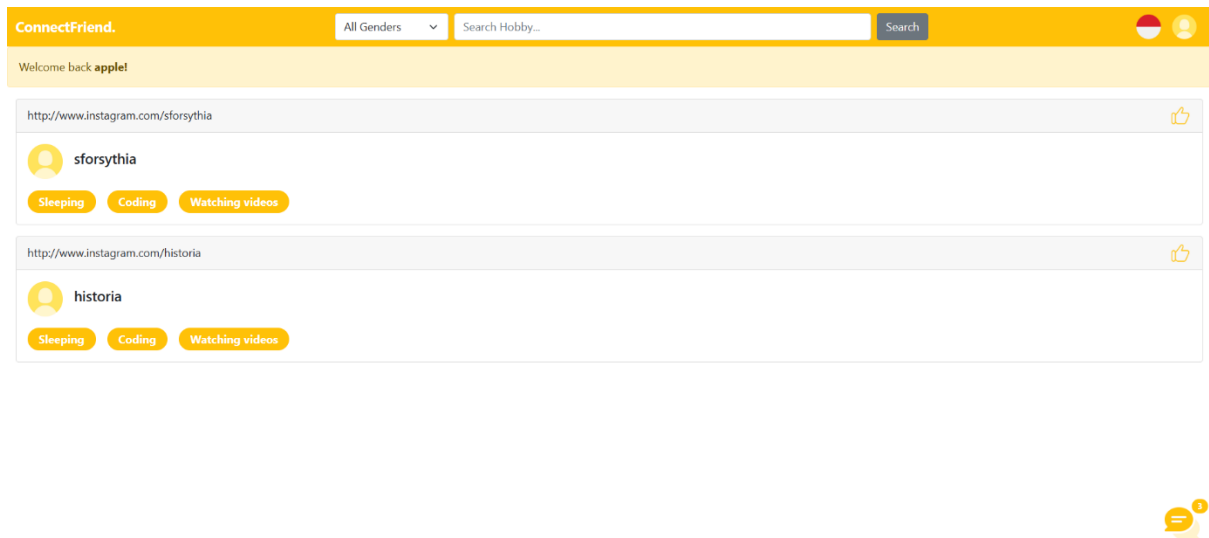 ConnectFriend. All Genders Search Hobby... Search
Welcome back apple!
http://www.instagram.com/sforsythia
sforsythia
Sleeping Coding Watching videos
http://www.instagram.com/historia
historia
Sleeping Coding Watching videos
3